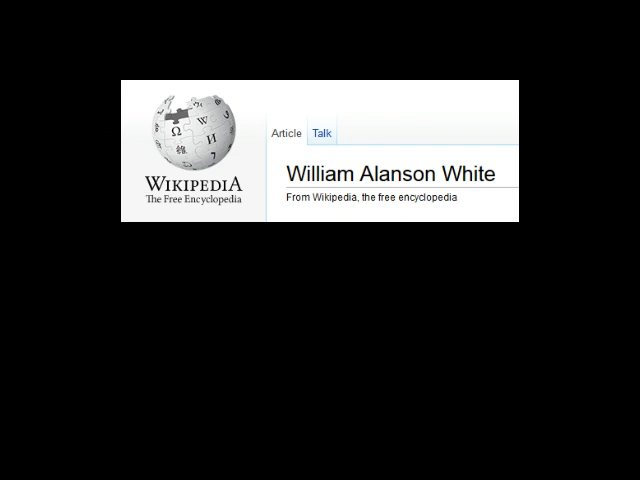 Article Talk
William Alanson White
From Wikipedia, the free encyclopedia
WIKIPEDIA
The Free Encyclopedia